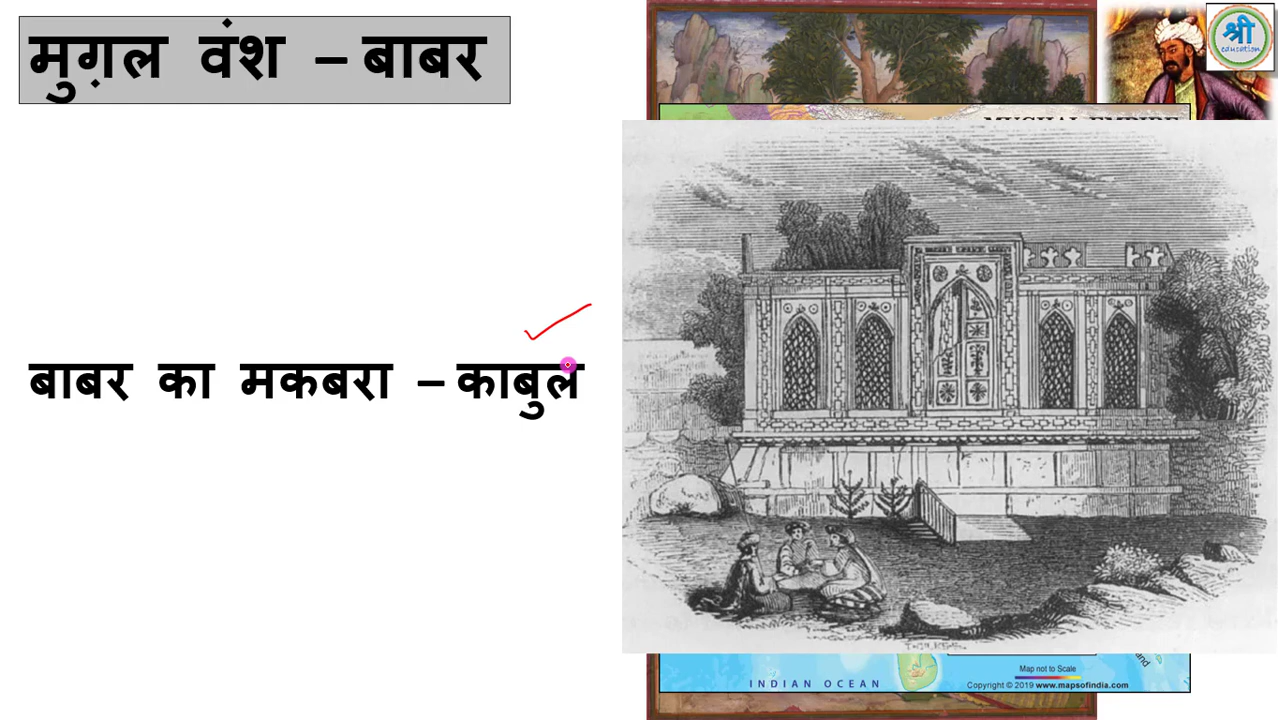 मुग़ल वंश – बाबर
श्री
बाबर का मकबरा – काबुल
INDIAN OCEAN
Map not to Scale
Copyright © 2019 www.mapsofindia.com